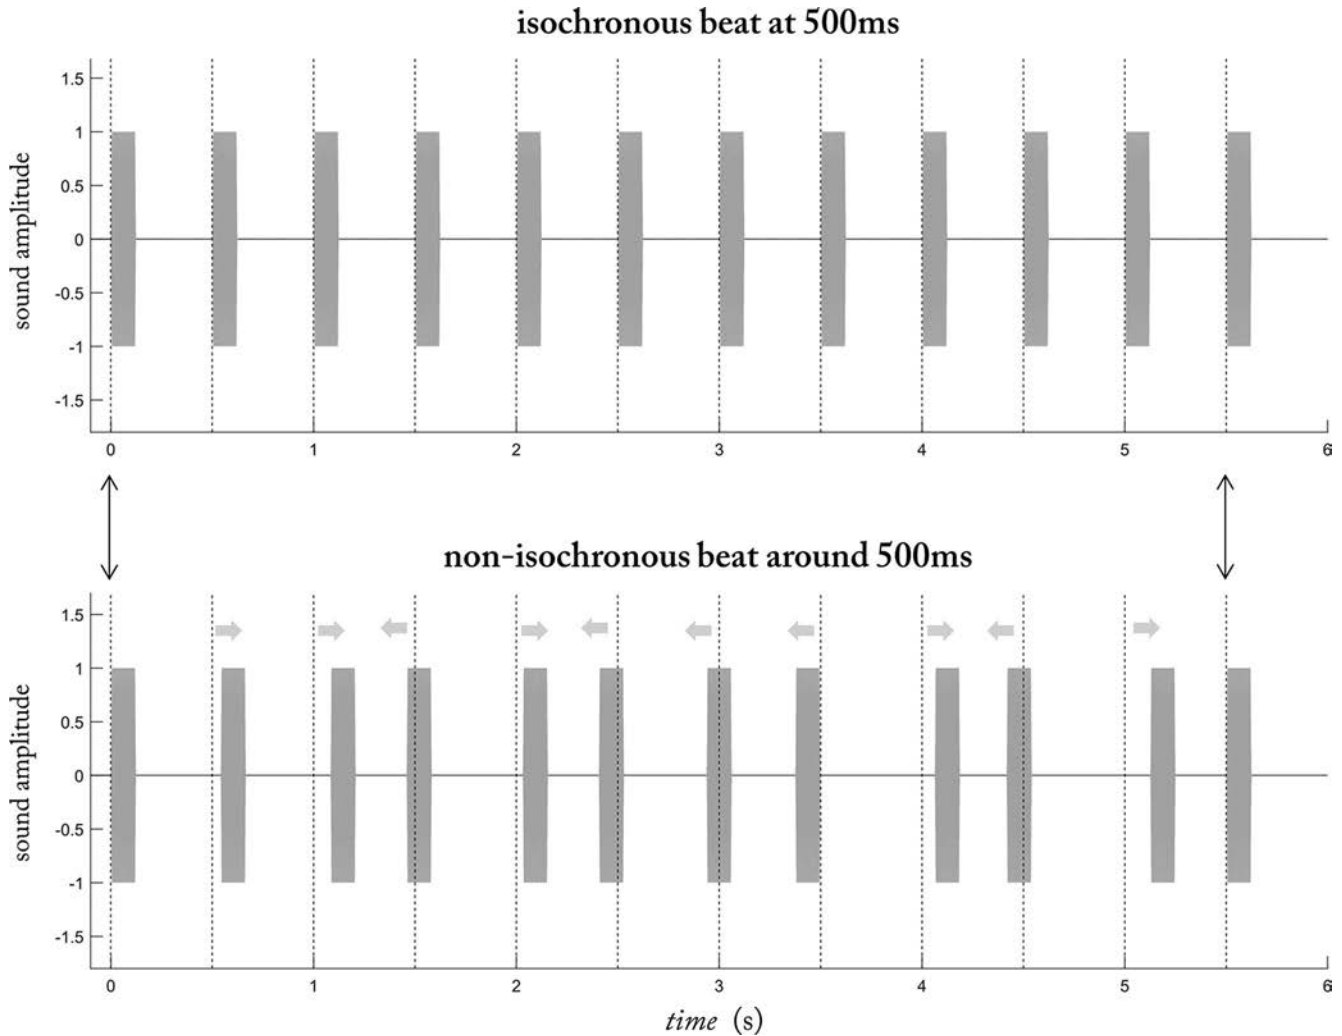 isochronous beat at 500ms
1.5
1
0.5
0
-0.5
-1
-1.5
sound amplitude
0 1 2 3 4 5 6
non-isochronous beat around 500ms
1.5
1
0.5
0
-0.5
-1
-1.5
sound amplitude
0 1 2 3 4 5 6
time (s)